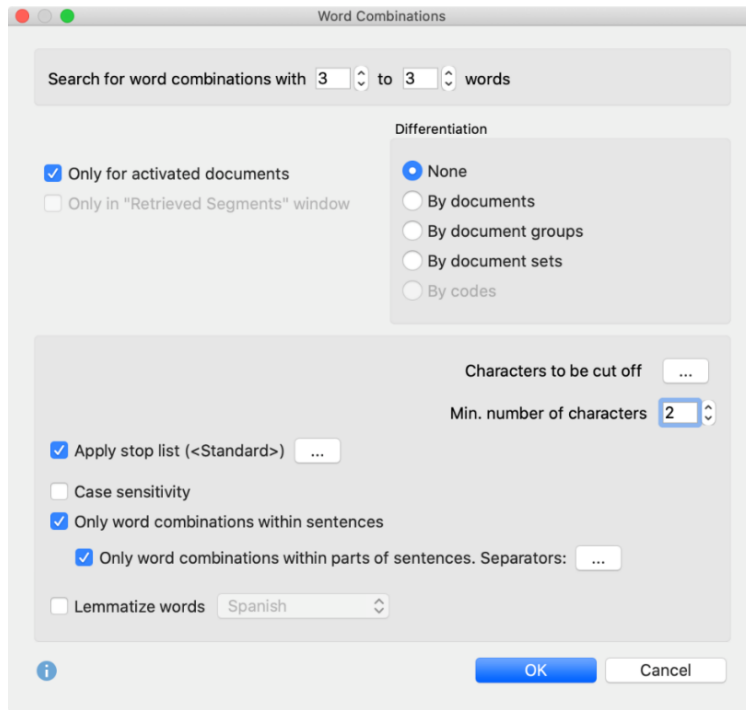 Word Combinations
Search for word combinations with 3 to 3 words
Differentiation
Only for activated documents
Only in "Retrieved Segments" window
None
By documents
By document groups
By document sets
By codes
Characters to be cut off ...
Min. number of characters 2
Apply stop list (<Standard>) ...
Case sensitivity
Only word combinations within sentences
Only word combinations within parts of sentences. Separators: ...
Lemmatize words Spanish
i
OK Cancel